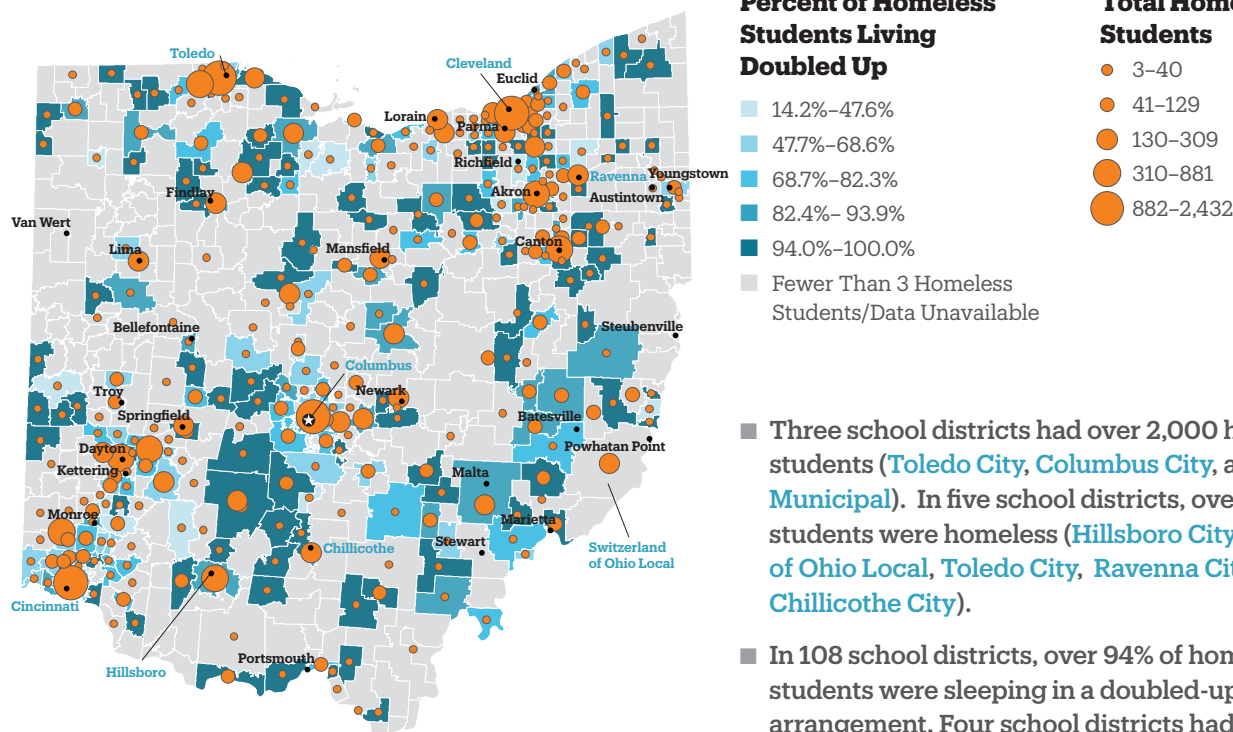 Toledo
Cleveland
Euclid
Lorain
Parma
Richfield
Ravenna
Youngstown
Akron
Austintown
Findlay
Van Wert
Lima
Mansfield
Canton
Bellefontaine
Steubenville
Columbus
Troy
Newark
Springfield
Batesville
Dayton
Powhatan Point
Kettering
Malta
Monroe
Marietta
Stewart
Chillicothe
Switzerland
of Ohio Local
Cincinnati
Hillsboro
Portsmouth
Percent of Homeless
Students Living
Doubled Up
14.2%–47.6%
47.7%–68.6%
68.7%–82.3%
82.4%– 93.9%
94.0%–100.0%
Fewer Than 3 Homeless
Students/Data Unavailable
Total Home
Students
3–40
41–129
130–309
310–881
882–2,432
■ Three school districts had over 2,000 h
students (Toledo City, Columbus City, a
Municipal). In five school districts, ove
students were homeless (Hillsboro City
of Ohio Local, Toledo City, Ravenna Cit
Chillicothe City).
■ In 108 school districts, over 94% of hom
students were sleeping in a doubled-up
arrangement. Four school districts had